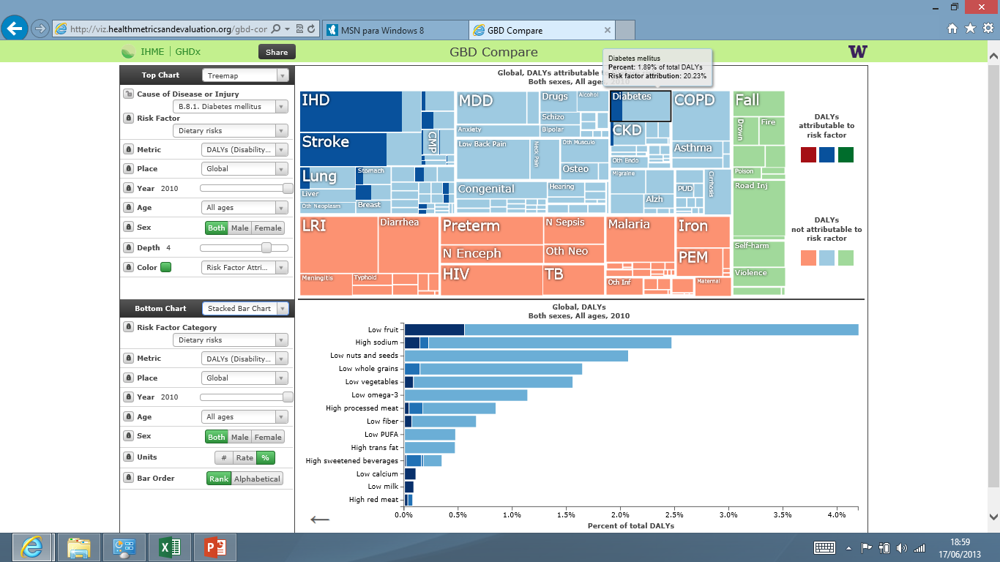 http://viz.healthmetricsandevaluation.org/gbd-cor
MSN para Windows 8
GBD Compare
IHME | GHDx
Share
GBD Compare
W
Top Chart
Treemap
Cause of Disease or Injury
B.8.1. Diabetes mellitus
Risk Factor
Dietary risks
Metric
DALYs (Disability...
Place
Global
Year 2010
Age
All ages
Sex
Both Male Female
Depth 4
Color
Risk Factor Attri...
Global, DALYs attributable t
Both sexes, All ages, 2010
Diabetes mellitus
Percent: 1.89% of total DALYs
Risk factor attribution: 20.23%
IHD
Stroke
CMP
Lung
Stomach
Liver
Oth Neoplasm
Breast
MDD
Drugs
Alcohol
Schizo
Anxiety
Bipolar
Low Back Pain
Neck Pain
Oth Musculo
Osteo
Congenital
Hearing
Diabetes
CKD
Oth Endo
COPD
Asthma
Migraine
Alzh
PUD
Cirrhosis
Fall
Drown
Fire
Poison
Road Inj
Self-harm
Violence
LRI
Diarrhea
Meningitis
Typhoid
Preterm
N Sepsis
N Enceph
Oth Neo
HIV
TB
Malaria
Oth Inf
Iron
PEM
Maternal
DALYs
attributable to
risk factor
DALYs
not attributable to
risk ractor
Bottom Chart
Stacked Bar Chart
Risk Factor Category
Dietary risks
Metric
DALYs (Disability...
Place
Global
Year 2010
Age
All ages
Sex
Both Male Female
Units
# Rate %
Bar Order
Rank Alphabetical
Global, DALYs
Both sexes, All ages, 2010
Low fruit
High sodium
Low nuts and seeds
Low whole grains
Low vegetables
Low omega-3
High processed meat
Low fiber
Low PUFA
High trans fat
High sweetened beverages
Low calcium
Low milk
High red meat
0.0% 0.5% 1.0% 1.5% 2.0% 2.5% 3.0% 3.5% 4.0%
Percent of total DALYs
18:59
17/06/2013